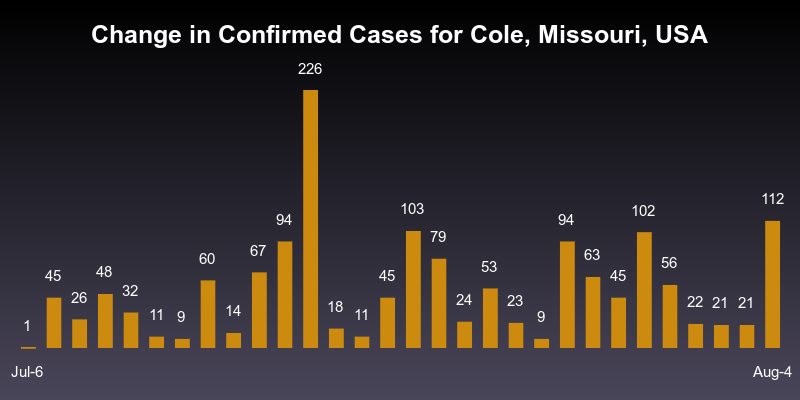 Change in Confirmed Cases for Cole, Missouri, USA
1 45 26 48 32 11 9 60 14 67 94 226 18 11 45 103 79 24 53 23 9 94 63 45 102 56 22 21 21 112
Jul-6 Aug-4